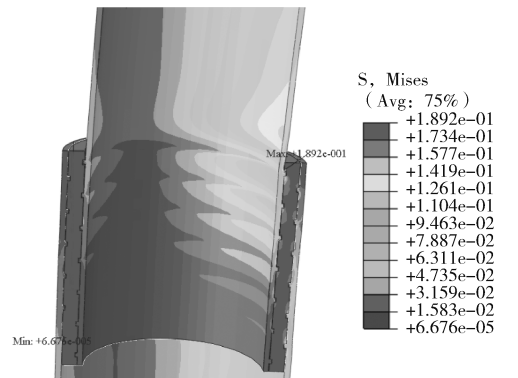 S, Mises
(Avg: 75%)
+1.892e-01
+1.734e-01
+1.577e-01
+1.419e-01
+1.261e-01
+1.104e-01
+9.463e-02
+7.887e-02
+6.311e-02
+4.735e-02
+3.159e-02
+1.583e-02
+6.676e-05
Max: +1.892e-001
Min: +6.676e-005